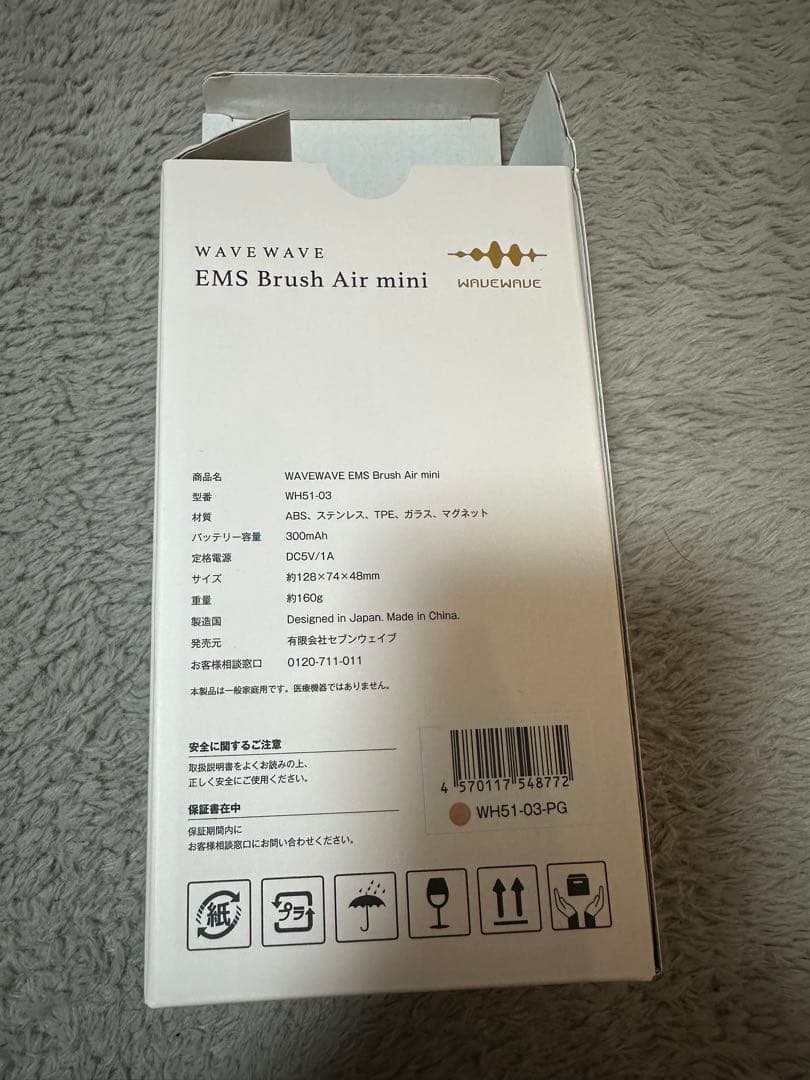 WAVEWAVE
EMS Brush Air mini
WAVEWAVE
商品名 WAVEWAVE EMS Brush Air mini
型番 WH51-03
材質 ABS、ステンレス、TPE、ガラス、マグネット
バッテリー容量 300mAh
定格電源 DC5V/1A
サイズ 約128×74×48mm
重量 約160g
製造国 Designed in Japan. Made in China.
発売元 有限会社セブンウェイブ
お客様相談窓口 0120-711-011
本製品は一般家庭用です。医療機器ではありません。
安全に関するご注意
取扱説明書をよくお読みの上、
正しく安全にご使用ください。
保証書在中
保証期間内に
お客様相談窓口にお問い合わせください。
4 570117 548772
WH51-03-PG
紙
プラ